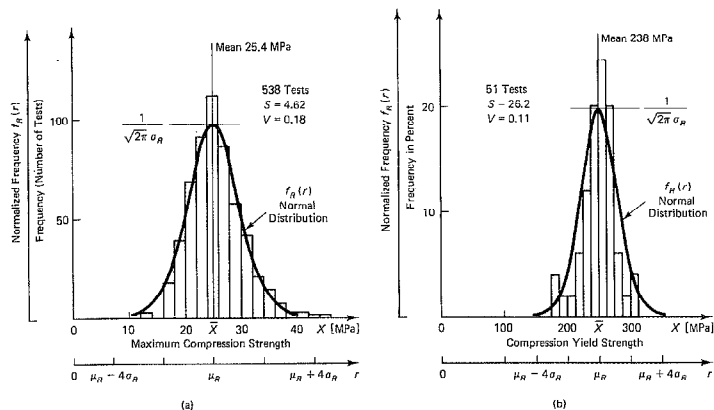 Normalized Frequency f_R (r)
Frequency (Number of Tests)
100
50
Mean 25.4 MPa
538 Tests
S = 4.62
V = 0.18
1
√2π σ_R
f_R (r)
Normal
Distribution
0 10 20 X̄ 30 40 X [MPa]
Maximum Compression Strength
0 μ_R − 4σ_R μ_R μ_R + 4σ_R r
(a)
Normalized Frequency f_R (r)
Frecuency in Percent
20
10
Mean 238 MPa
51 Tests
S − 26.2
V = 0.11
1
√2π σ_R
f_R (r)
Normal
Distribution
0 100 200 X̄ 300 X [MPa]
Compression Yield Strength
0 μ_R − 4σ_R μ_R μ_R + 4σ_R r
(b)